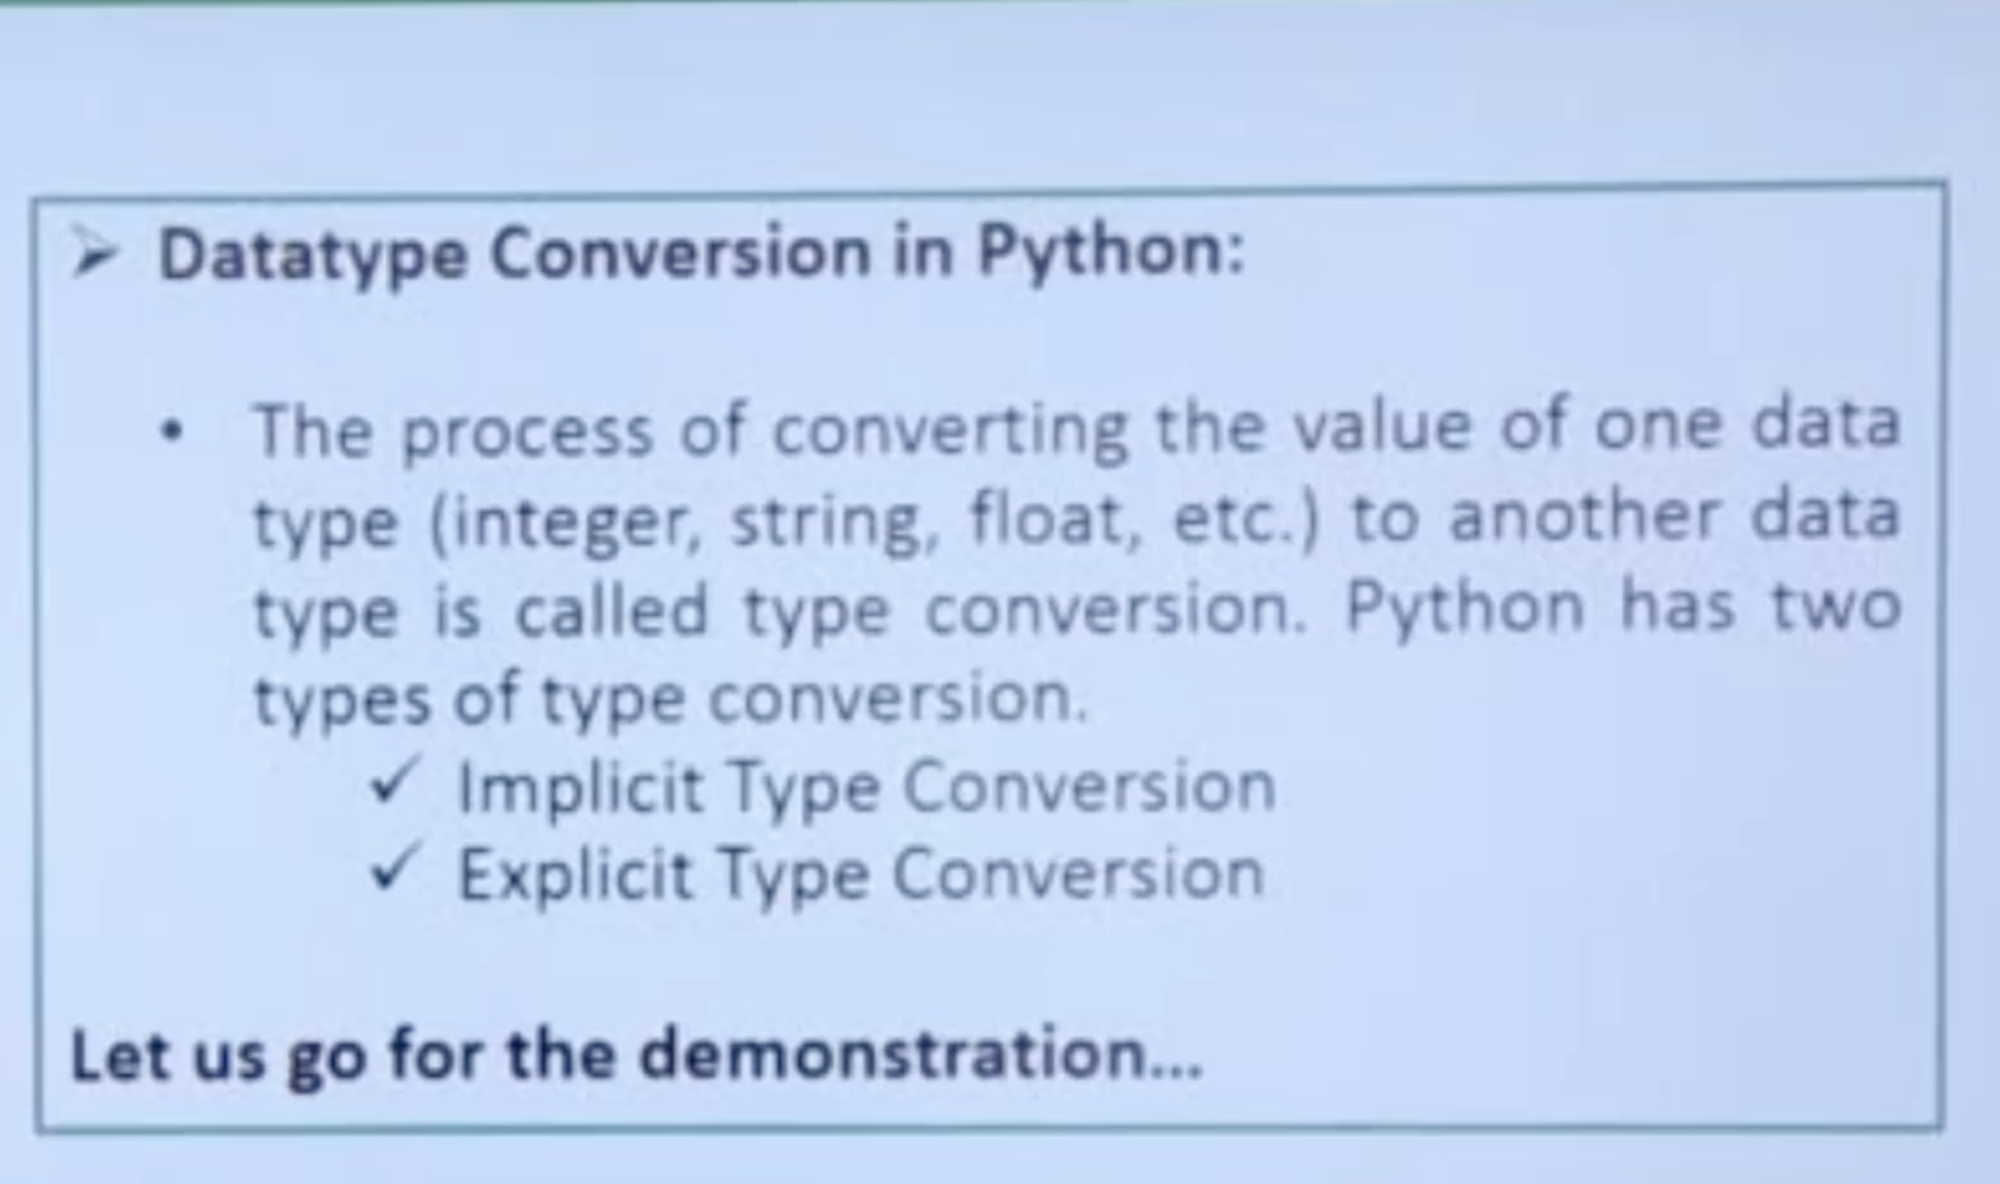 ➢ Datatype Conversion in Python:
• The process of converting the value of one data
type (integer, string, float, etc.) to another data
type is called type conversion. Python has two
types of type conversion.
✓ Implicit Type Conversion
✓ Explicit Type Conversion
Let us go for the demonstration...